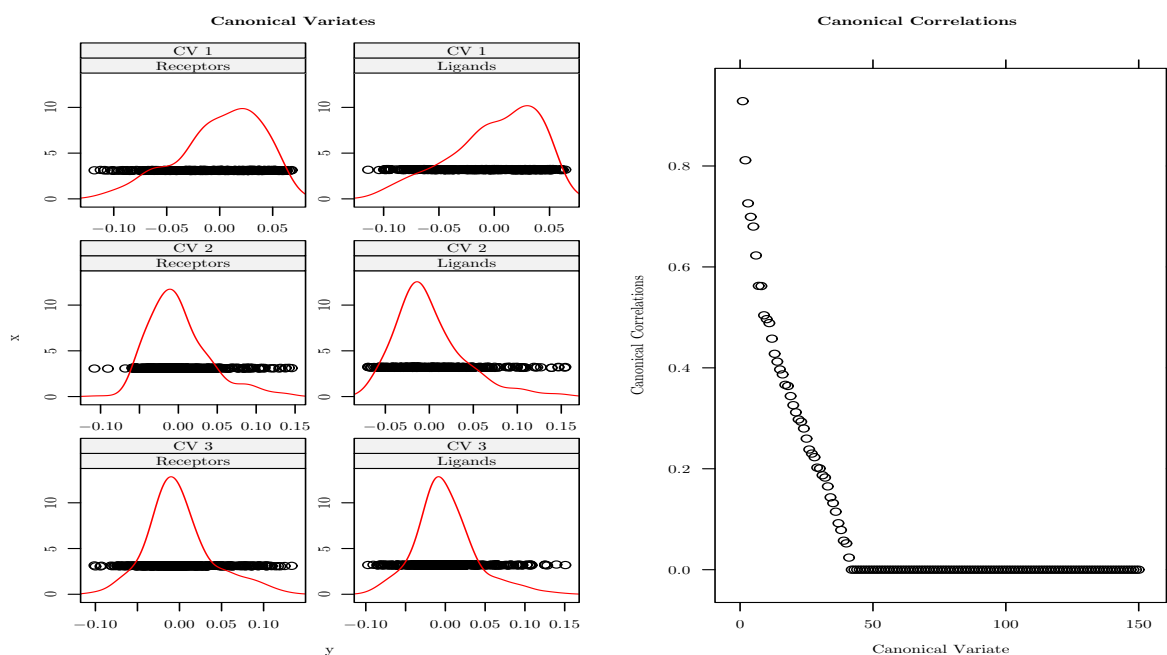 Canonical Variates
CV 1
Receptors
CV 1
Ligands
0 5 10
−0.10 −0.05 0.00 0.05
−0.10 −0.05 0.00 0.05
CV 2
Receptors
CV 2
Ligands
0 5 10
−0.10 0.00 0.05 0.10 0.15
−0.05 0.00 0.05 0.10 0.15
CV 3
Receptors
CV 3
Ligands
0 5 10
−0.10 0.00 0.05 0.10
−0.10 0.00 0.05 0.10 0.15
x
y
Canonical Correlations
Canonical Correlations
0.8
0.6
0.4
0.2
0.0
0 50 100 150
Canonical Variate